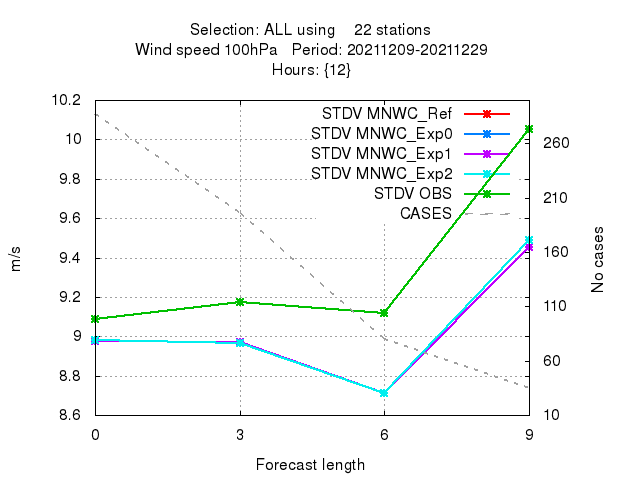 Selection: ALL using 22 stations
Wind speed 100hPa Period: 20211209-20211229
Hours: {12}
10.2
10
9.8
9.6
9.4
9.2
9
8.8
8.6
STDV MNWC_Ref
STDV MNWC_Exp0
STDV MNWC_Exp1
STDV MNWC_Exp2
STDV OBS
CASES
260
210
160
110
60
10
m/s
No cases
0 3 6 9
Forecast length